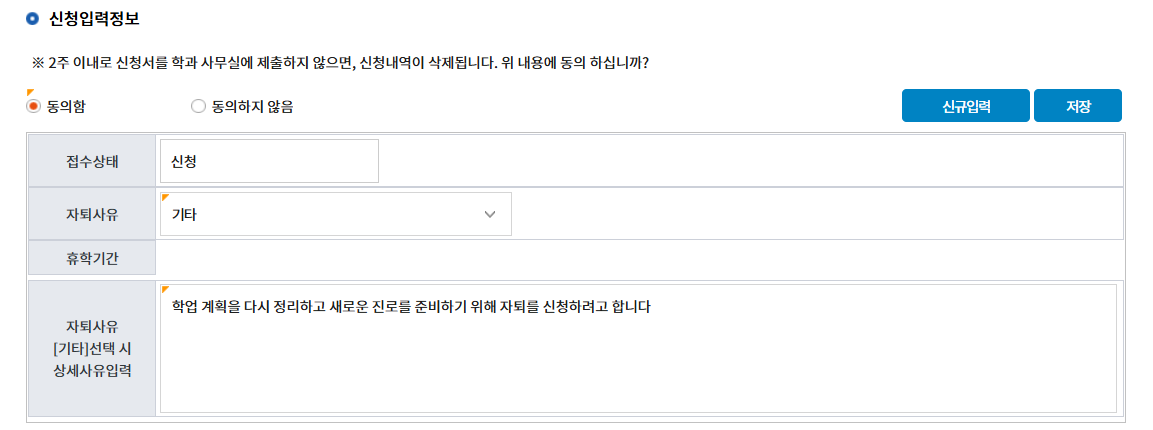 신청입력정보
※ 2주 이내로 신청서를 학과 사무실에 제출하지 않으면, 신청내역이 삭제됩니다. 위 내용에 동의 하십니까?
동의함 동의하지 않음 신규입력 저장
접수상태 신청
자퇴사유 기타
휴학기간
자퇴사유
[기타]선택 시
상세사유입력
학업 계획을 다시 정리하고 새로운 진로를 준비하기 위해 자퇴를 신청하려고 합니다